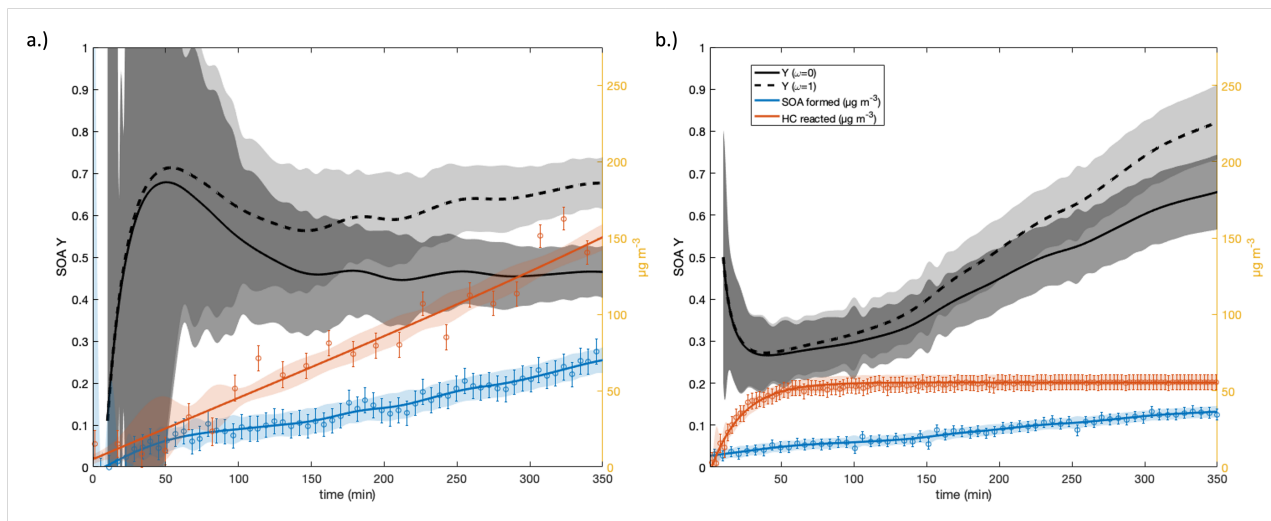 a.)
1
0.9
0.8
0.7
0.6
0.5
0.4
0.3
0.2
0.1
0
SOA Y
0 50 100 150 200 250 300 350
time (min)
250
200
150
100
50
0
µg m⁻³
b.)
1
0.9
0.8
0.7
0.6
0.5
0.4
0.3
0.2
0.1
0
SOA Y
Y (ω=0)
Y (ω=1)
SOA formed (µg m⁻³)
HC reacted (µg m⁻³)
50 100 150 200 250 300 350
time (min)
250
200
150
100
50
0
µg m⁻³